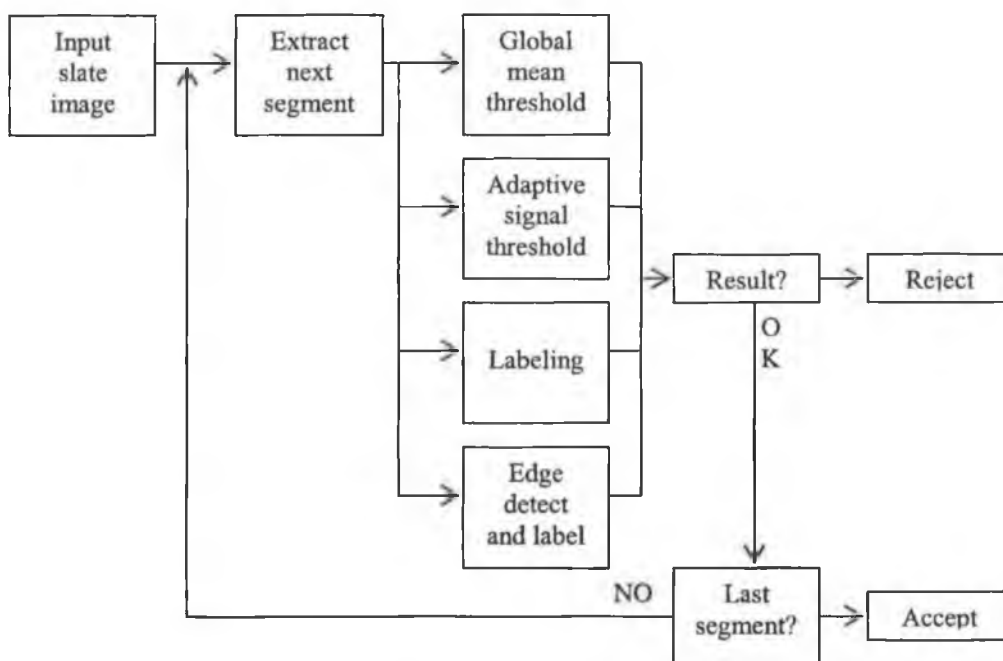 Input
slate
image
Extract
next
segment
Global
mean
threshold
Adaptive
signal
threshold
Labeling
Edge
detect
and label
Result?
Reject
O
K
NO
Last
segment?
Accept